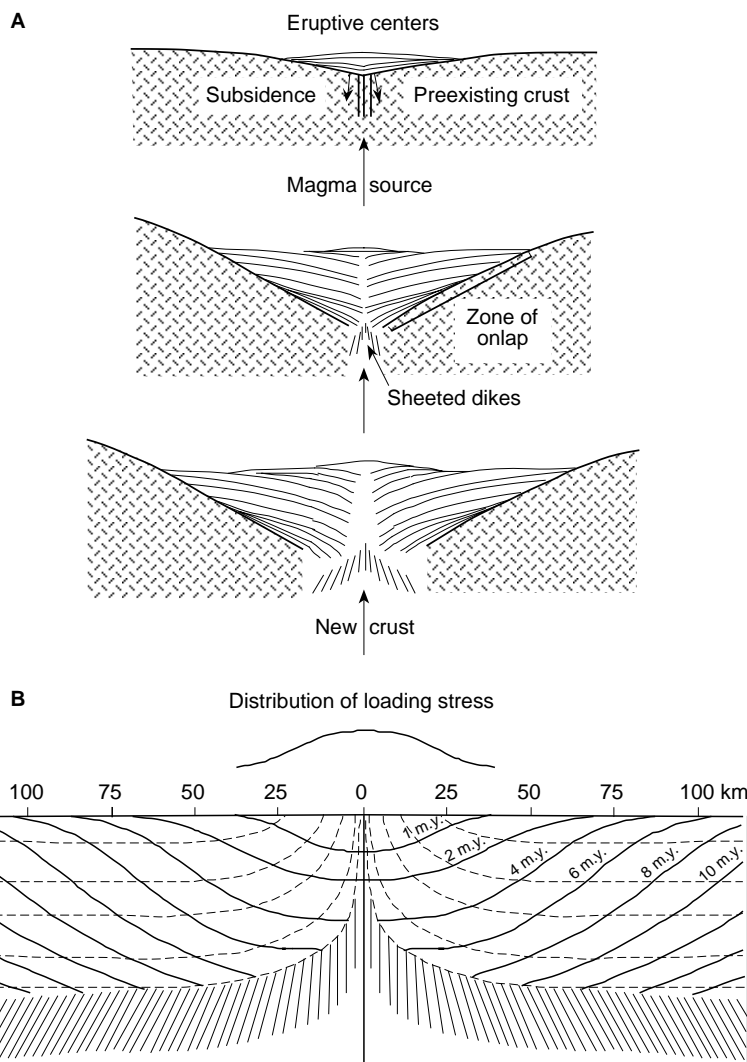 A
Eruptive centers
Subsidence
Preexisting crust
Magma source
Zone of
onlap
Sheeted dikes
New crust
B
Distribution of loading stress
100 75 50 25 0 25 50 75 100 km
1 m.y.
2 m.y.
4 m.y.
6 m.y.
8 m.y.
10 m.y.